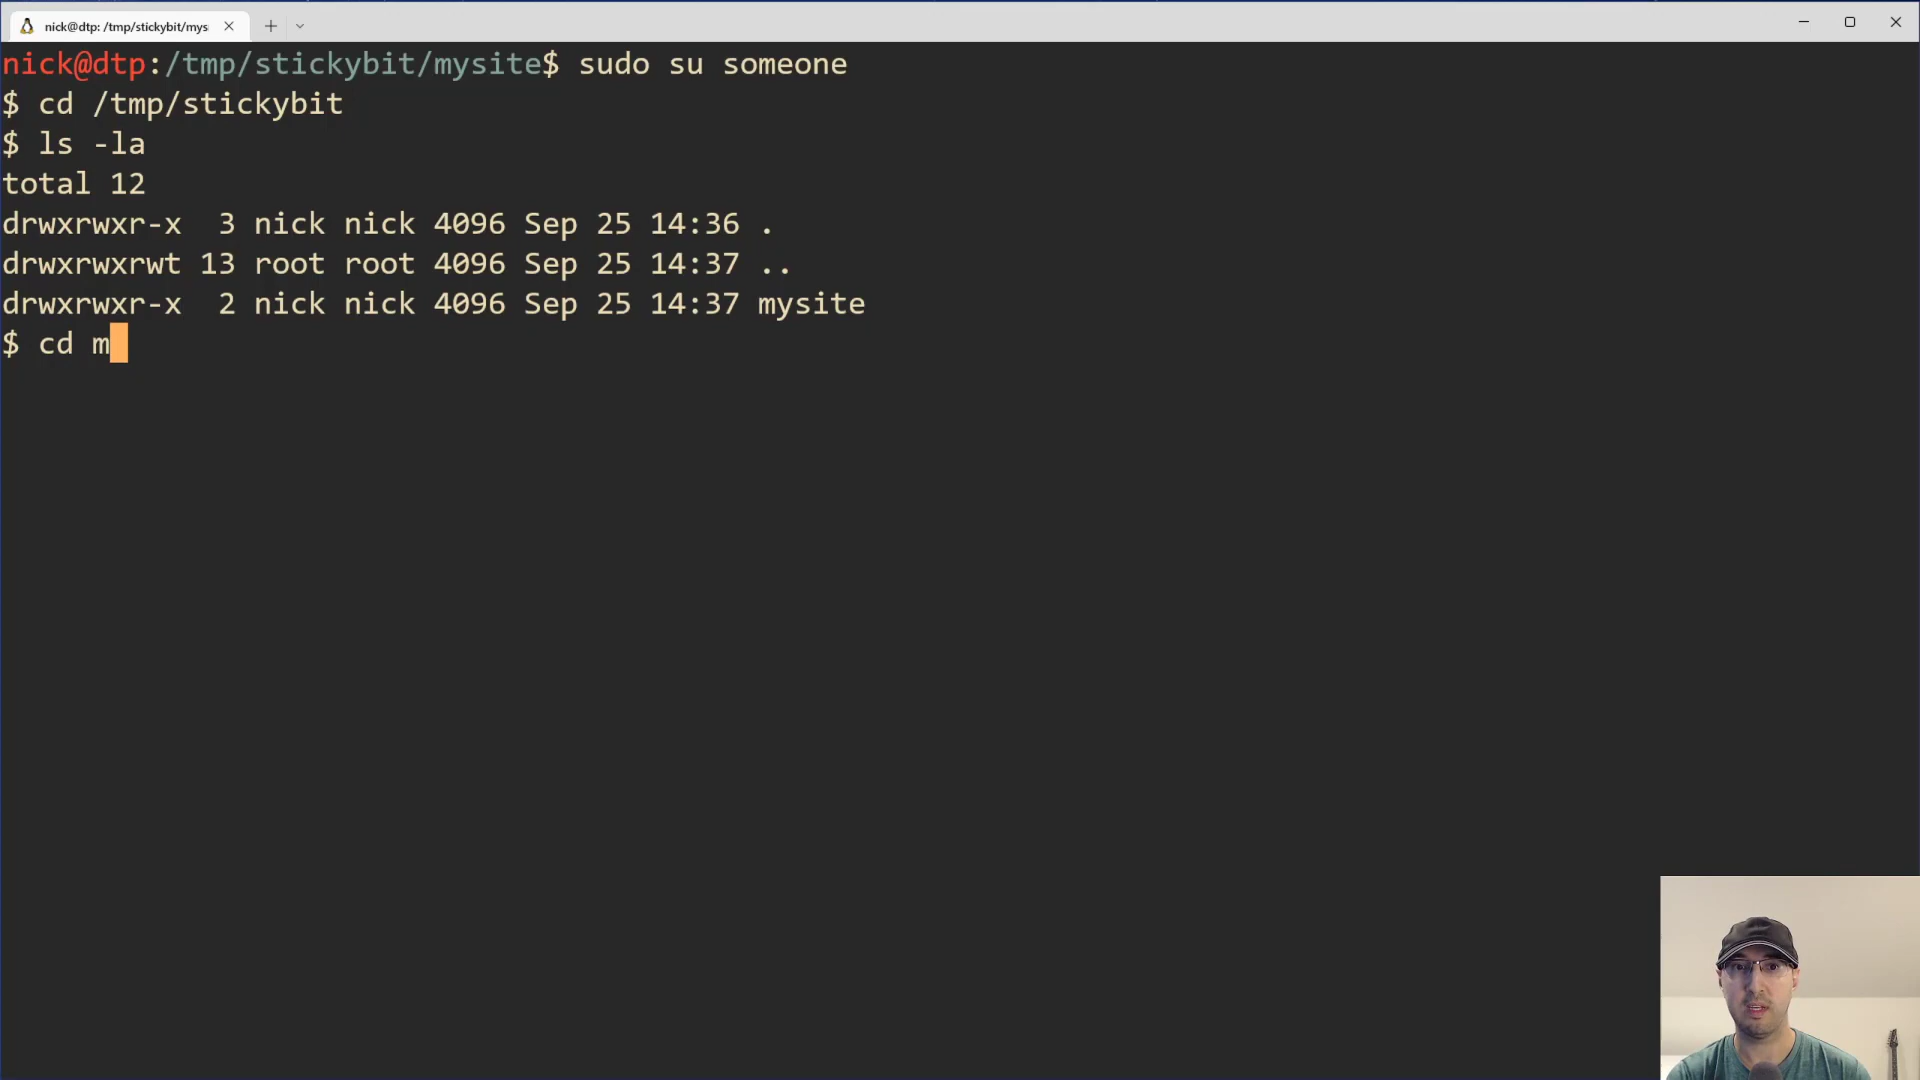 nick@dtp: /tmp/stickybit/mys
nick@dtp:/tmp/stickybit/mysite$ sudo su someone
$ cd /tmp/stickybit
$ ls -la
total 12
drwxrwxr-x  3 nick nick 4096 Sep 25 14:36 .
drwxrwxrwt 13 root root 4096 Sep 25 14:37 ..
drwxrwxr-x  2 nick nick 4096 Sep 25 14:37 mysite
$ cd m